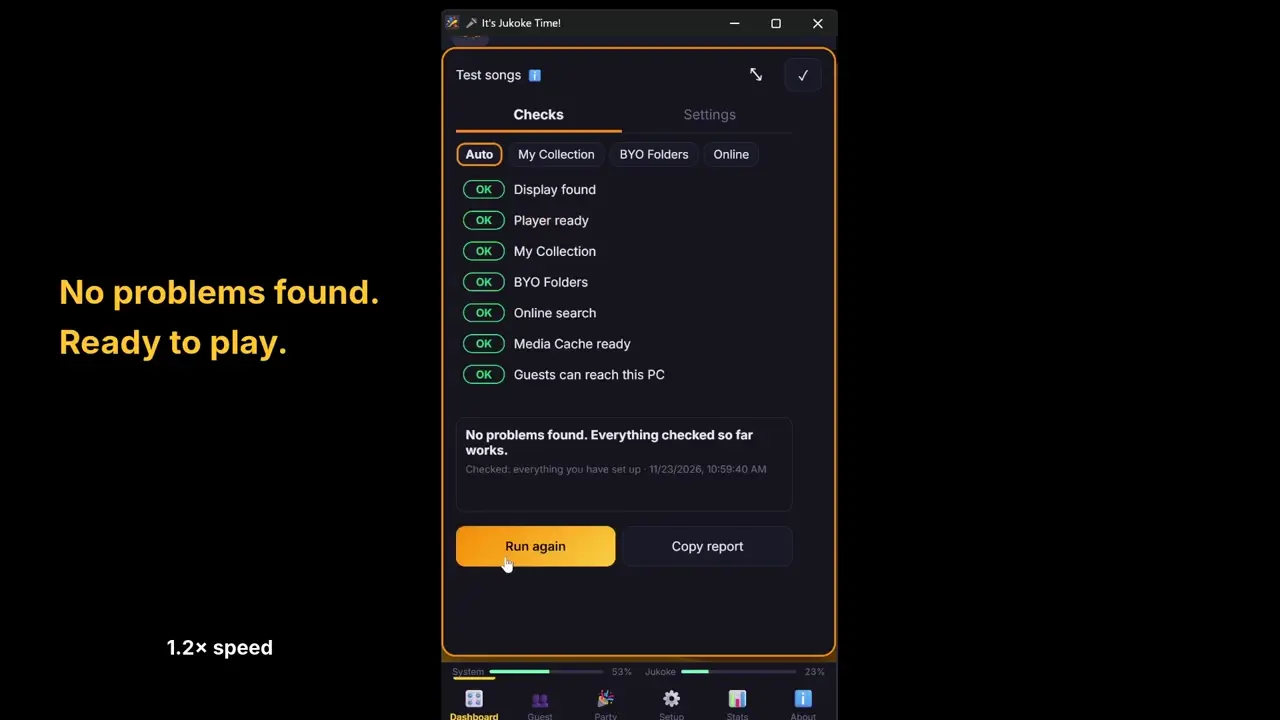 It's Jukoke Time!
Test songs
Checks
Settings
Auto
My Collection
BYO Folders
Online
OK Display found
OK Player ready
OK My Collection
OK BYO Folders
OK Online search
OK Media Cache ready
OK Guests can reach this PC
No problems found. Everything checked so far
works.
Checked: everything you have set up · 11/23/2026, 10:59:40 AM
Run again
Copy report
No problems found.
Ready to play.
1.2× speed
System 53% Jukoke 23%
Dashboard
Guest
Party
Setup
Stats
About